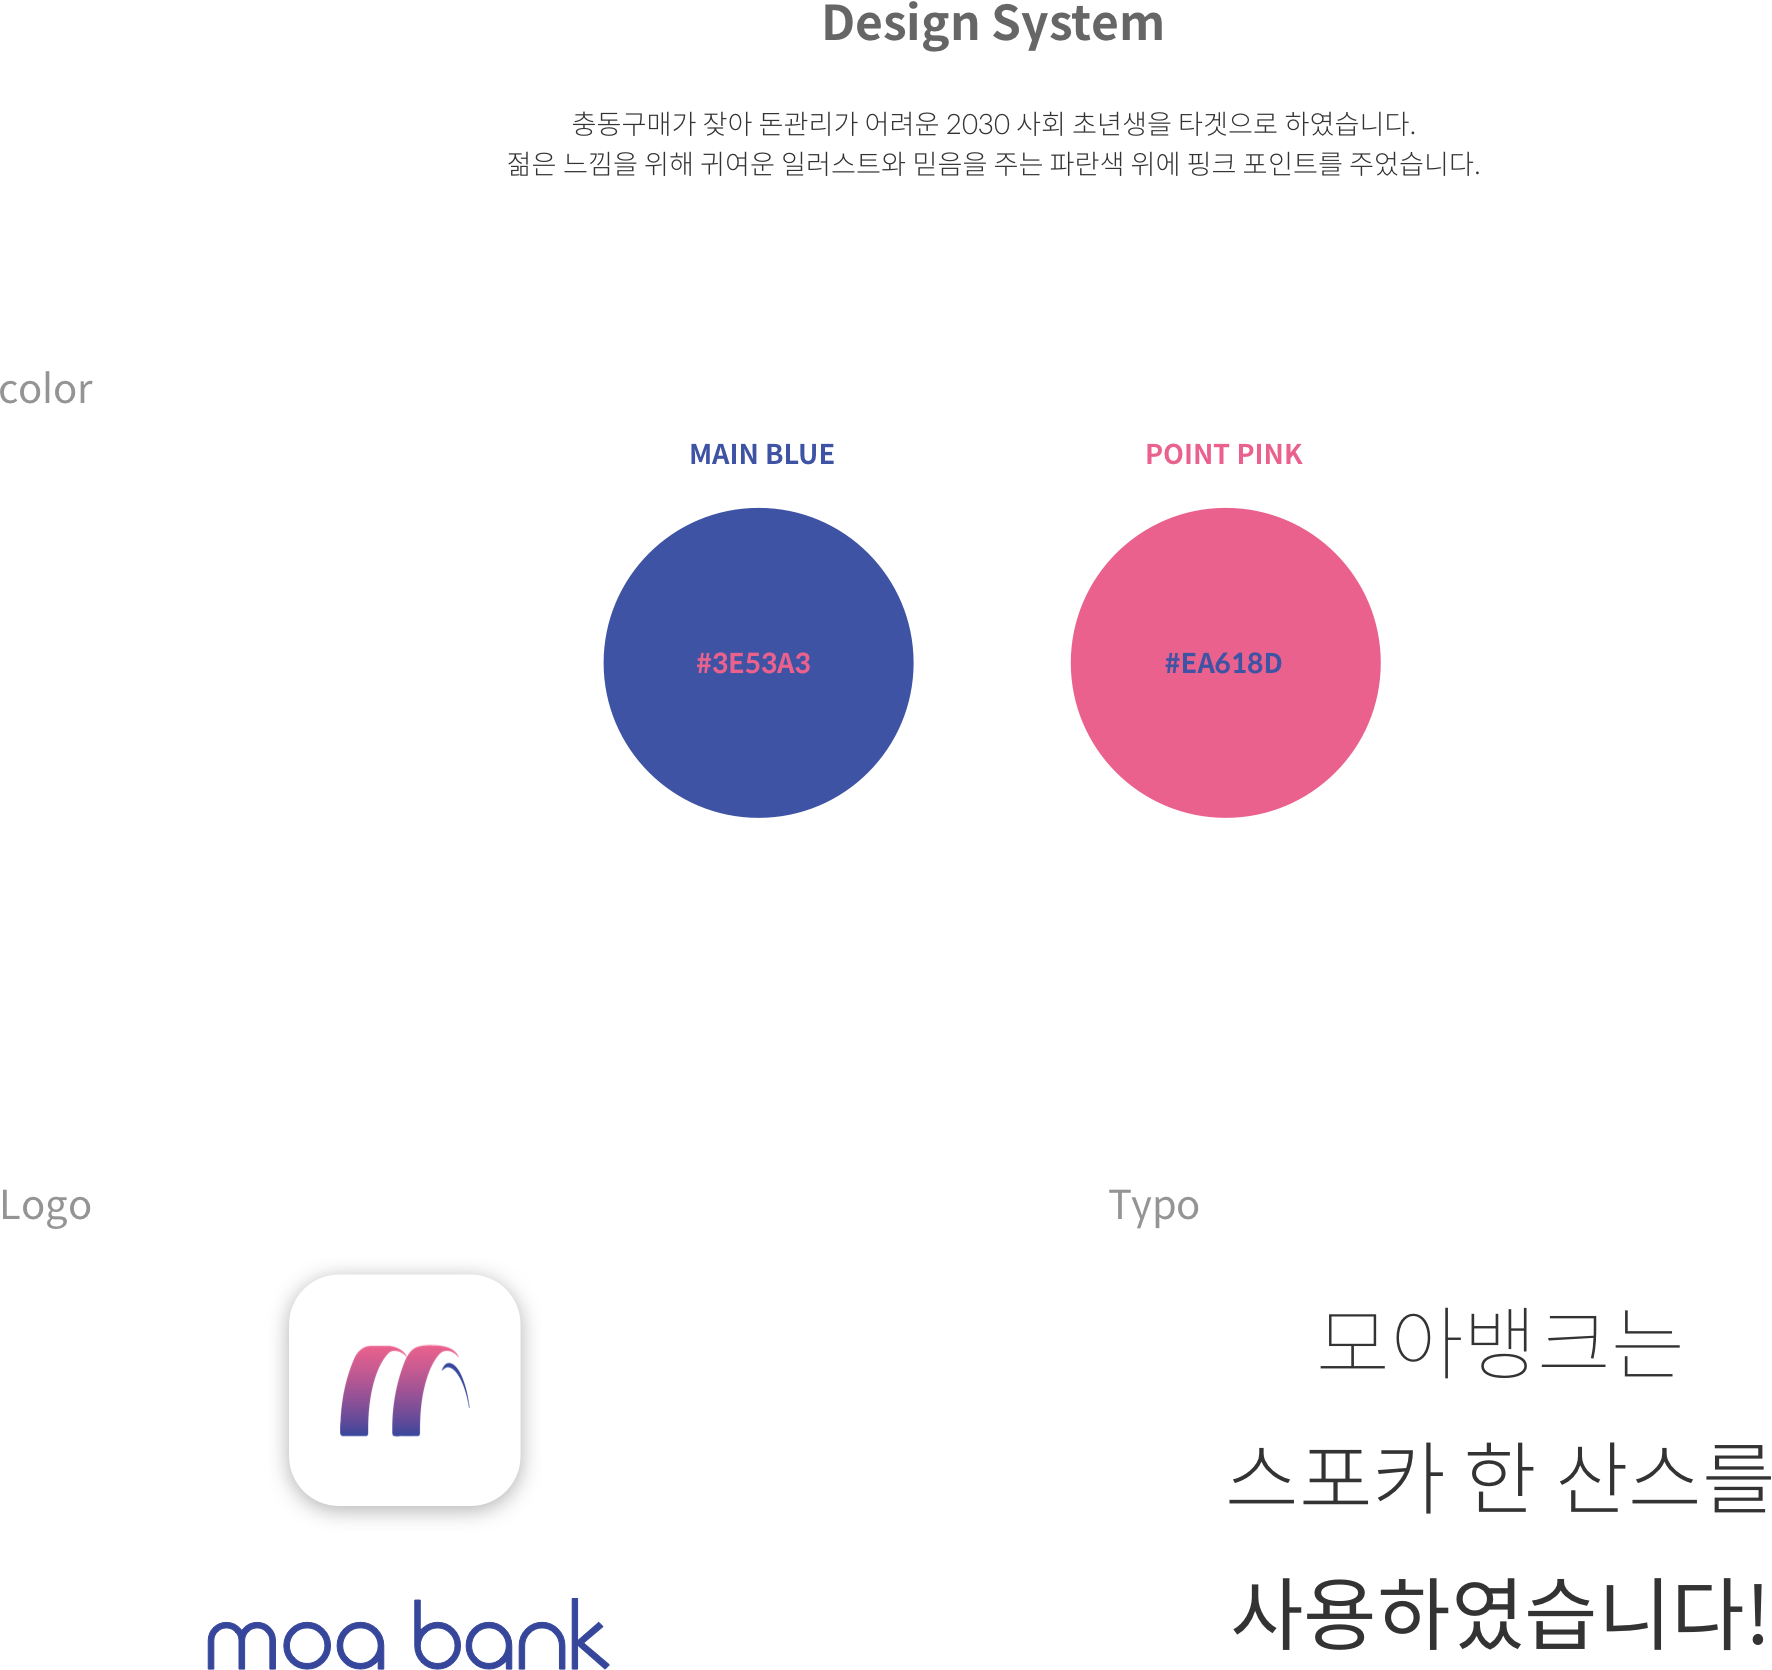 Design System
충동구매가 잦아 돈관리가 어려운 2030 사회 초년생을 타겟으로 하였습니다.
젊은 느낌을 위해 귀여운 일러스트와 믿음을 주는 파란색 위에 핑크 포인트를 주었습니다.
color
MAIN BLUE
POINT PINK
#3E53A3
#EA618D
Logo
moa bank
Typo
모아뱅크는
스포카 한 산스를
사용하였습니다!